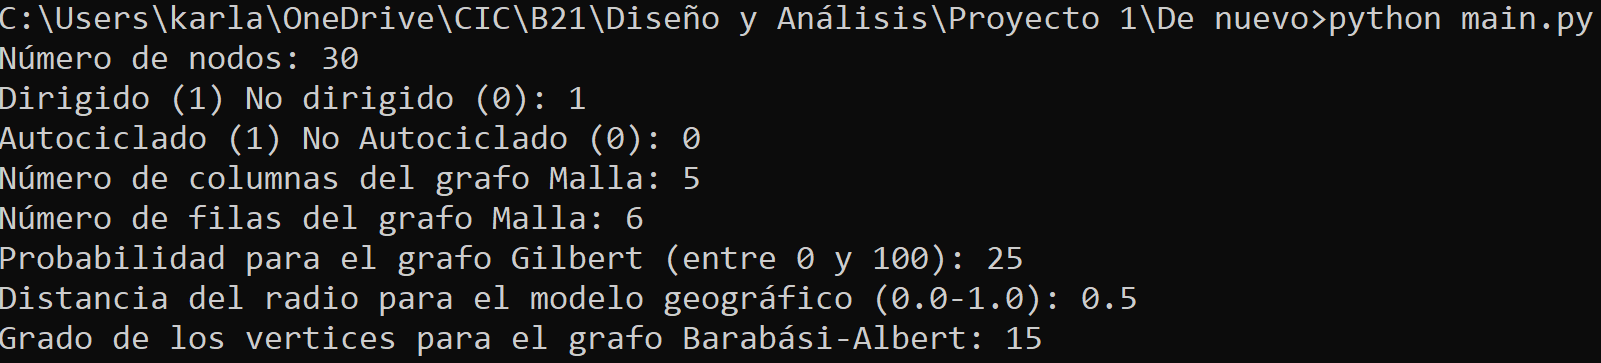 C:\Users\karla\OneDrive\CIC\B21\Diseño y Análisis\Proyecto 1\De nuevo>python main.py
Número de nodos: 30
Dirigido (1) No dirigido (0): 1
Autociclado (1) No Autociclado (0): 0
Número de columnas del grafo Malla: 5
Número de filas del grafo Malla: 6
Probabilidad para el grafo Gilbert (entre 0 y 100): 25
Distancia del radio para el modelo geográfico (0.0-1.0): 0.5
Grado de los vertices para el grafo Barabási-Albert: 15